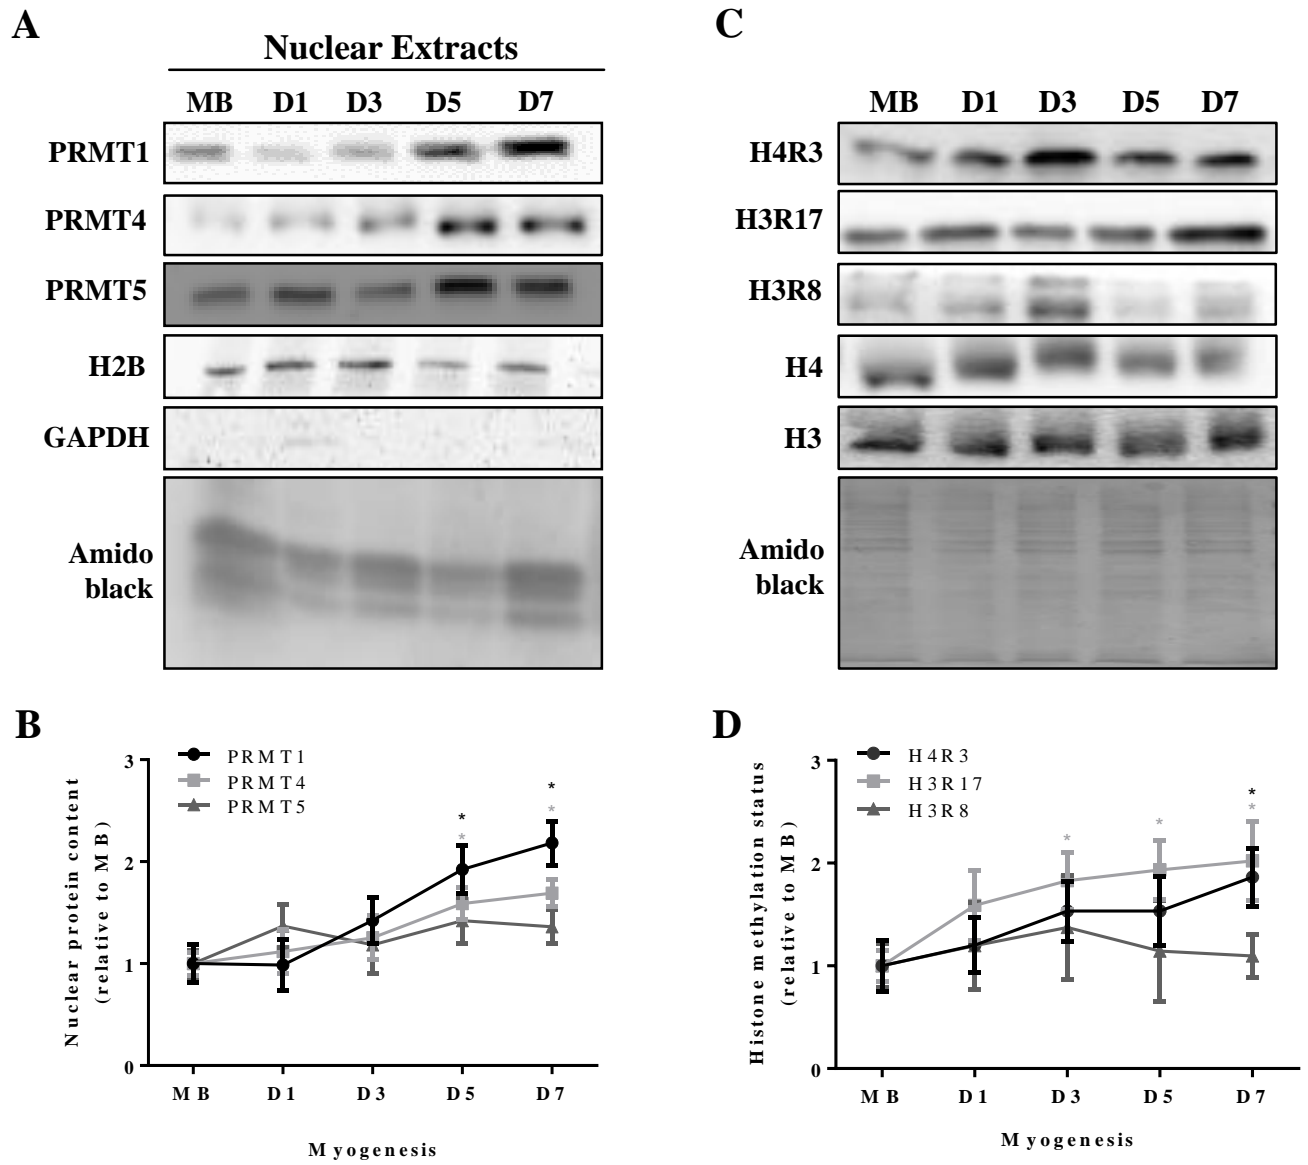 A
Nuclear Extracts
MB D1 D3 D5 D7
PRMT1
PRMT4
PRMT5
H2B
GAPDH
Amido
black
C
MB D1 D3 D5 D7
H4R3
H3R17
H3R8
H4
H3
Amido
black
B
PRMT1
PRMT4
PRMT5
Nuclear protein content
(relative to MB)
3
2
1
0
* *
* *
MB D1 D3 D5 D7
Myogenesis
D
H4R3
H3R17
H3R8
Histone methylation status
(relative to MB)
3
2
1
0
*
* * *
MB D1 D3 D5 D7
Myogenesis